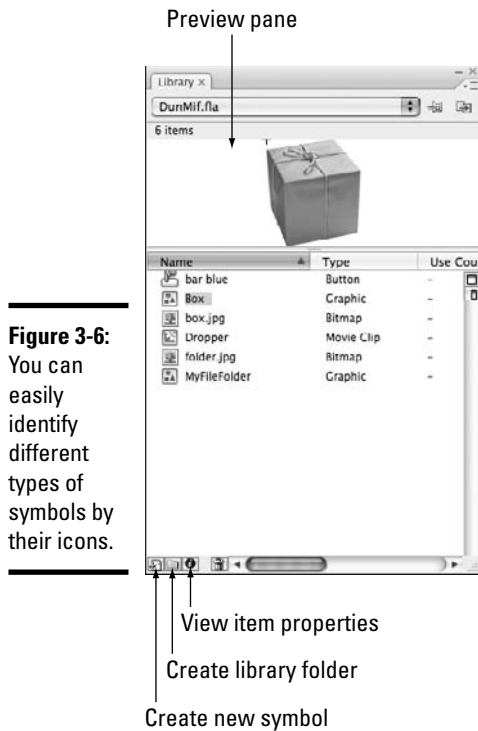 Preview pane
Library ×
DunMif.fla
6 items
Name Type Use Cou
bar blue Button -
Box Graphic -
box.jpg Bitmap -
Dropper Movie Clip -
folder.jpg Bitmap -
MyFileFolder Graphic -
Figure 3-6:
You can
easily
identify
different
types of
symbols by
their icons.
View item properties
Create library folder
Create new symbol